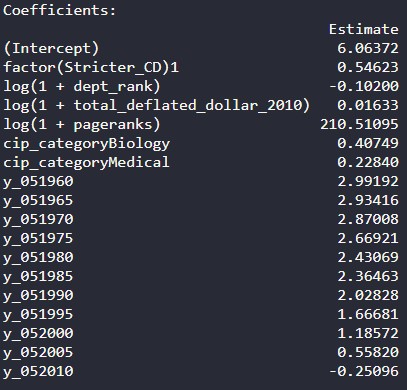 Coefficients:
Estimate
(Intercept) 6.06372
factor(Stricter_CD)1 0.54623
log(1 + dept_rank) -0.10200
log(1 + total_deflated_dollar_2010) 0.01633
log(1 + pageranks) 210.51095
cip_categoryBiology 0.40749
cip_categoryMedical 0.22840
y_051960 2.99192
y_051965 2.93416
y_051970 2.87008
y_051975 2.66921
y_051980 2.43069
y_051985 2.36463
y_051990 2.02828
y_051995 1.66681
y_052000 1.18572
y_052005 0.55820
y_052010 -0.25096